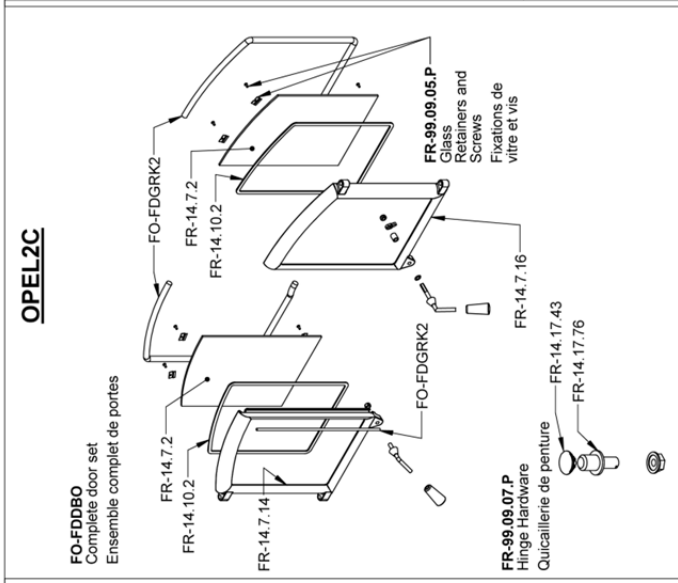 OPEL2C
FO-FDDBO
Complete door set
Ensemble complet de portes
FO-FDGRK2
FR-14.7.2
FR-14.10.2
FR-14.7.2
FR-14.10.2
FR-14.7.14
FO-FDGRK2
FR-99.09.05.P
Glass
Retainers and
Screws
Fixations de
vitre et vis
FR-14.7.16
FR-99.09.07.P
Hinge Hardware
Quicaillerie de penture
FR-14.17.43
FR-14.17.76